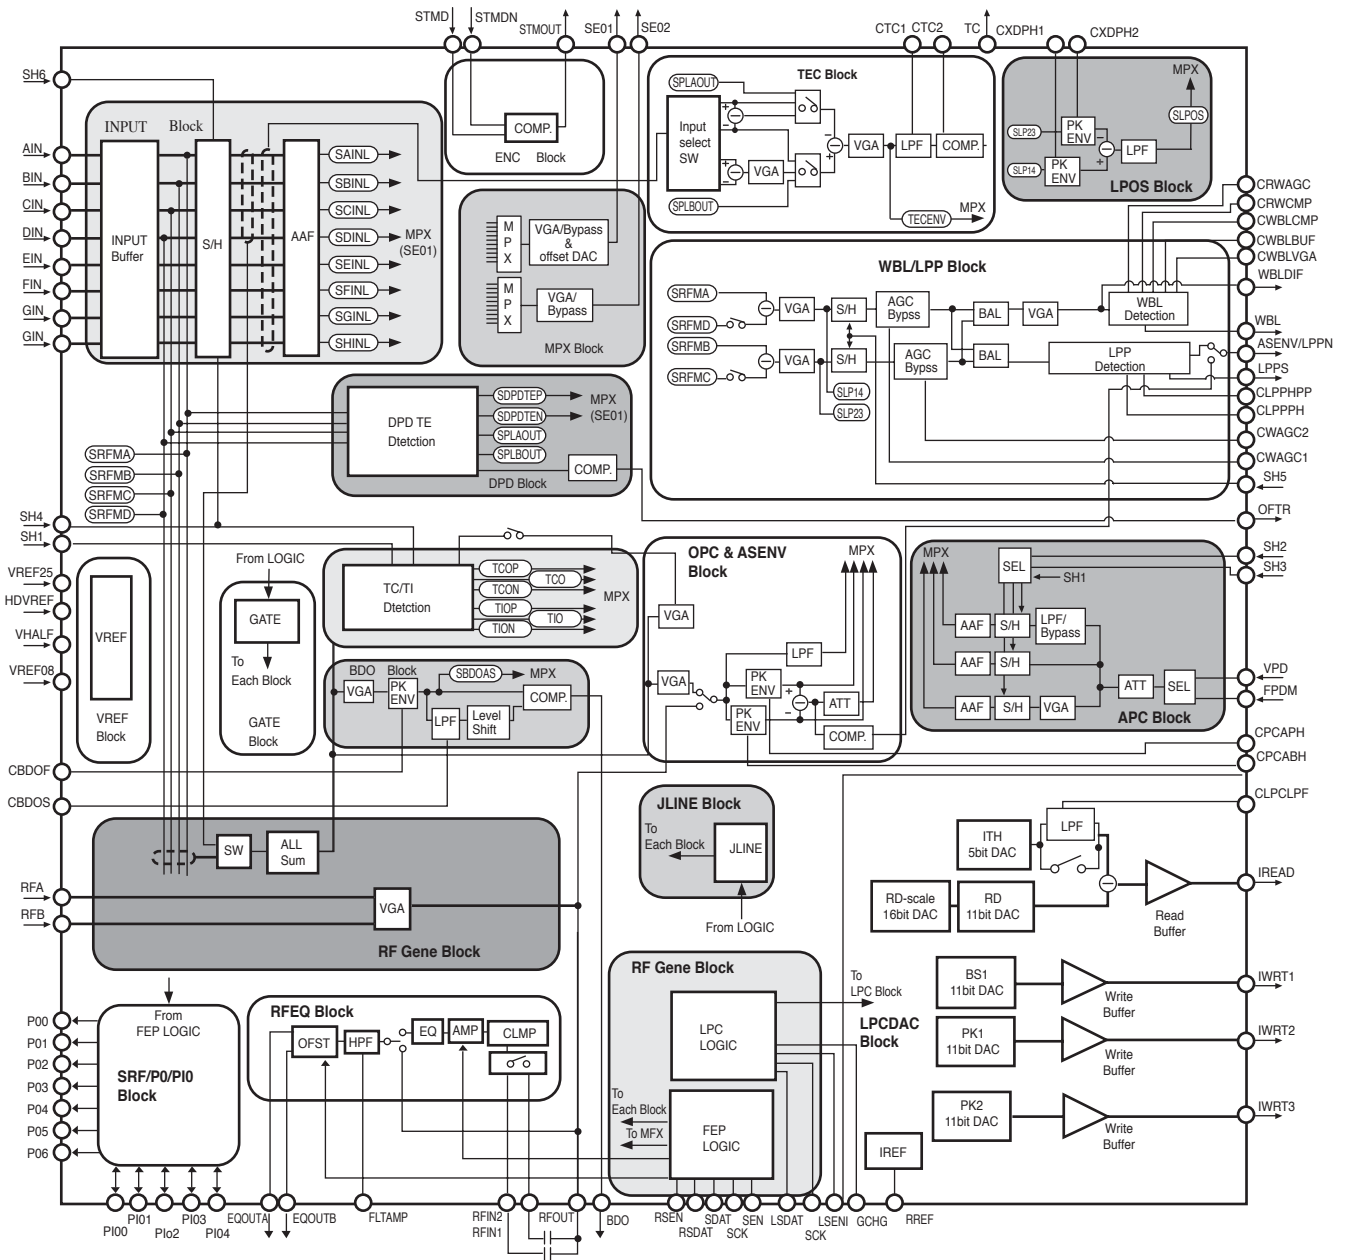 STMD
STMDN
STMOUT
SE01
SE02
CTC1
CTC2
TC
CXDPH1
CXDPH2
SH6
INPUT Block
AIN
BIN
CIN
DIN
EIN
FIN
GIN
GIN
INPUT
Buffer
S/H
AAF
SAINL
SBINL
SCINL
SDINL
SEINL
SFINL
SGINL
SHINL
MPX
(SE01)
COMP.
ENC Block
M
P
X
VGA/Bypass
&
offset DAC
M
P
X
VGA/
Bypass
MPX Block
TEC Block
SPLAOUT
Input
select
SW
SPLBOUT
+
−
+
−
VGA
−
+
VGA
LPF
COMP.
TECENV
MPX
MPX
SLPOS
SLP23
PK
ENV
SLP14
PK
ENV
−
+
LPF
LPOS Block
CRWAGC
CRWCMP
CWBLCMP
CWBLBUF
CWBLVGA
WBLDIF
WBL
ASENV/LPPN
LPPS
CLPPHPP
CLPPPH
CWAGC2
CWAGC1
SH5
OFTR
WBL/LPP Block
SRFMA
SRFMD
SRFMB
SRFMC
VGA
S/H
AGC
Bypss
BAL
VGA
WBL
Detection
VGA
S/H
AGC
Bypss
BAL
LPP
Detection
SLP14
SLP23
DPD TE
Dtetction
SDPDTEP
SDPDTEN
SPLAOUT
SPLBOUT
MPX
(SE01)
COMP.
DPD Block
SRFMA
SRFMB
SRFMC
SRFMD
SH4
SH1
VREF25
HDVREF
VHALF
VREF08
VREF
VREF
Block
From LOGIC
GATE
To
Each Block
GATE
Block
TC/TI
Dtetction
TCOP
TCO
TCON
TIOP
TIO
TION
MPX
BDO Block
VGA
PK
ENV
SBDOAS
MPX
LPF
Level
Shift
COMP.
OPC & ASENV
Block
MPX
VGA
VGA
LPF
PK
ENV
PK
ENV
+
−
ATT
COMP.
MPX
SEL
SH1
AAF
S/H
LPF/
Bypass
AAF
S/H
AAF
S/H
VGA
ATT
SEL
APC Block
SH2
SH3
VPD
FPDM
CPCAPH
CPCABH
CLPCLPF
CBDOF
CBDOS
SW
ALL
Sum
RFA
RFB
VGA
RF Gene Block
JLINE Block
To
Each Block
JLINE
From LOGIC
ITH
5bit DAC
LPF
RD-scale
16bit DAC
RD
11bit DAC
Read
Buffer
IREAD
BS1
11bit DAC
Write
Buffer
IWRT1
PK1
11bit DAC
Write
Buffer
IWRT2
PK2
11bit DAC
Write
Buffer
IWRT3
LPCDAC
Block
IREF
RF Gene Block
LPC
LOGIC
To
LPC Block
FEP
LOGIC
To
Each Block
To MFX
From
FEP LOGIC
SRF/P0/PI0
Block
P00
P01
P02
P03
P04
P05
P06
RFEQ Block
OFST
HPF
EQ
AMP
CLMP
PI00
PI01
PIo2
PI03
PI04
EQOUTA
EQOUTB
FLTAMP
RFIN2
RFIN1
RFOUT
BDO
RSEN
RSDAT
SDAT
SCK
SEN
LSDAT
SCK
LSENI
GCHG
RREF